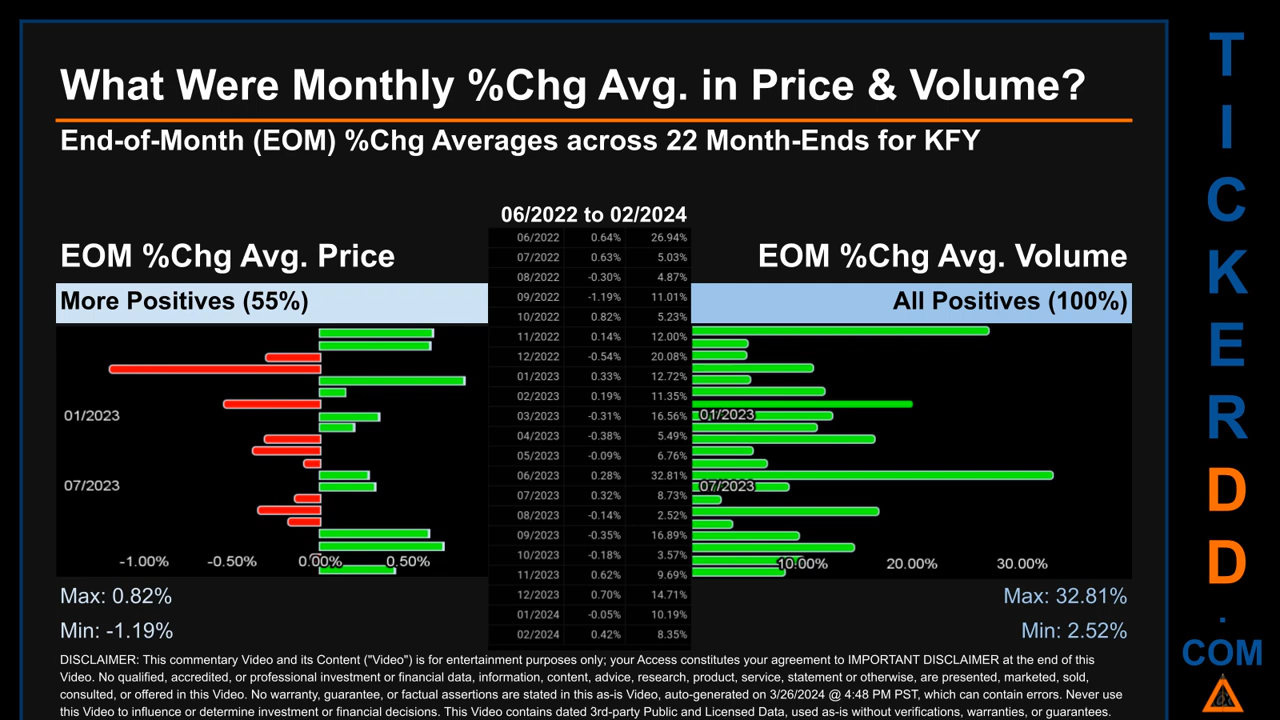 What Were Monthly %Chg Avg. in Price & Volume?
End-of-Month (EOM) %Chg Averages across 22 Month-Ends for KFY
06/2022 to 02/2024
EOM %Chg Avg. Price
EOM %Chg Avg. Volume
More Positives (55%)
All Positives (100%)
06/2022 0.64% 26.94%
07/2022 0.63% 5.03%
08/2022 -0.30% 4.87%
09/2022 -1.19% 11.01%
10/2022 0.82% 5.23%
11/2022 0.14% 12.00%
12/2022 -0.54% 20.08%
01/2023 0.33% 12.72%
02/2023 0.19% 11.35%
03/2023 -0.31% 16.56%
04/2023 -0.38% 5.49%
05/2023 -0.09% 6.76%
06/2023 0.28% 32.81%
07/2023 0.32% 8.73%
08/2023 -0.14% 2.52%
09/2023 -0.35% 16.89%
10/2023 -0.18% 3.57%
11/2023 0.62% 9.69%
12/2023 0.70% 14.71%
01/2024 -0.05% 10.19%
02/2024 0.42% 8.35%
01/2023
07/2023
-1.00% -0.50% 0.00% 0.50%
01/2023
07/2023
10.00% 20.00% 30.00%
Max: 0.82%
Min: -1.19%
Max: 32.81%
Min: 2.52%
DISCLAIMER: This commentary Video and its Content ("Video") is for entertainment purposes only; your Access constitutes your agreement to IMPORTANT DISCLAIMER at the end of this
Video. No qualified, accredited, or professional investment or financial data, information, content, advice, research, product, service, statement or otherwise, are presented, marketed, sold,
consulted, or offered in this Video. No warranty, guarantee, or factual assertions are stated in this as-is Video, auto-generated on 3/26/2024 @ 4:48 PM PST, which can contain errors. Never use
this Video to influence or determine investment or financial decisions. This Video contains dated 3rd-party Public and Licensed Data, used as-is without verifications, warranties, or guarantees.
T
I
C
K
E
R
D
D
.
COM